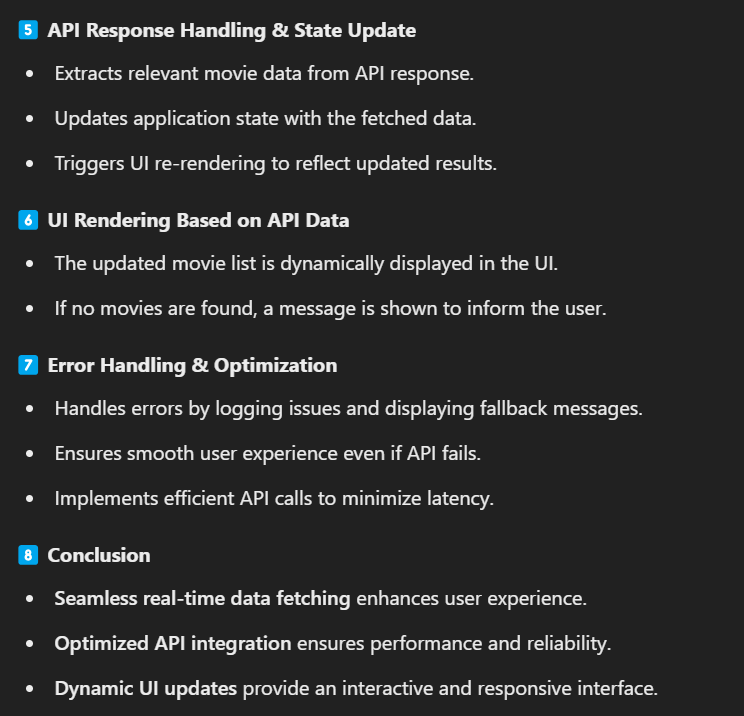 5 API Response Handling & State Update
• Extracts relevant movie data from API response.
• Updates application state with the fetched data.
• Triggers UI re-rendering to reflect updated results.
6 UI Rendering Based on API Data
• The updated movie list is dynamically displayed in the UI.
• If no movies are found, a message is shown to inform the user.
7 Error Handling & Optimization
• Handles errors by logging issues and displaying fallback messages.
• Ensures smooth user experience even if API fails.
• Implements efficient API calls to minimize latency.
8 Conclusion
• Seamless real-time data fetching enhances user experience.
• Optimized API integration ensures performance and reliability.
• Dynamic UI updates provide an interactive and responsive interface.